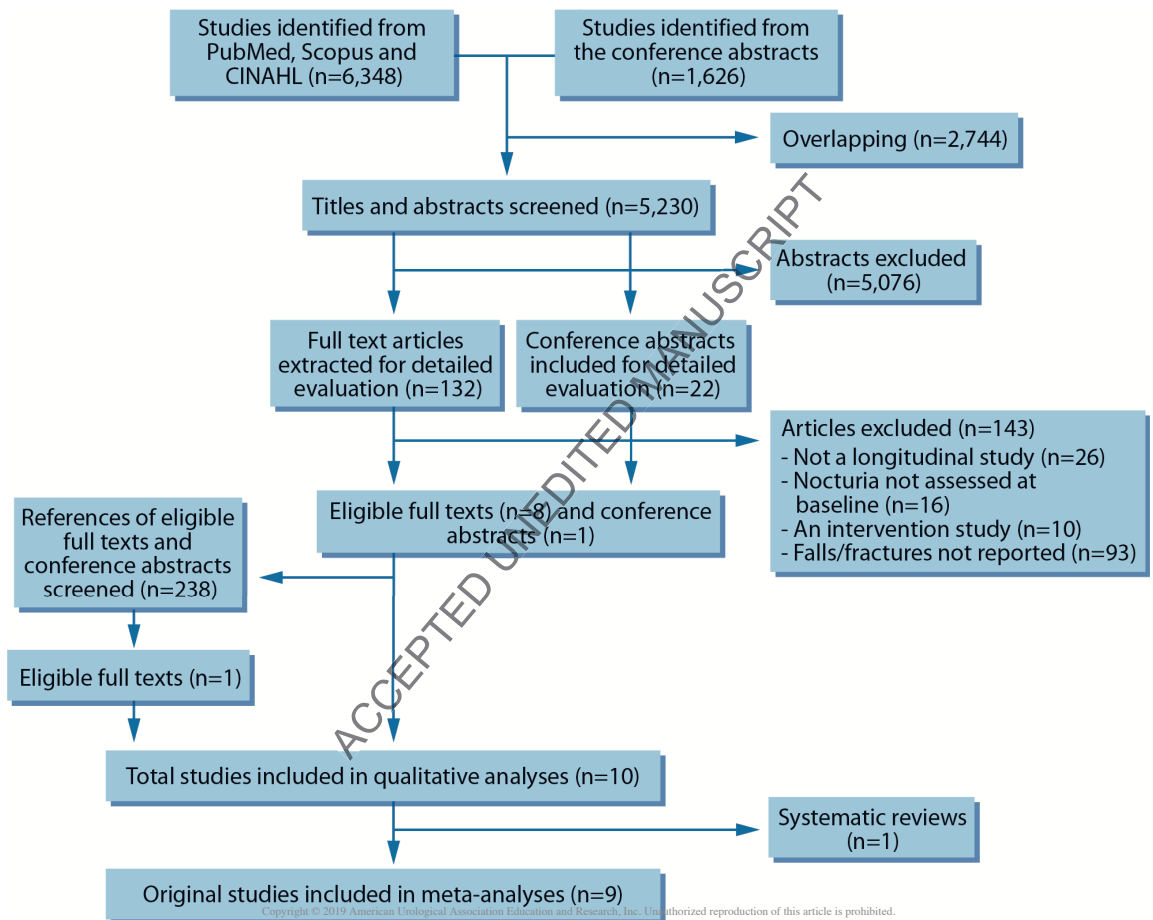 Studies identified from
PubMed, Scopus and
CINAHL (n=6,348)
Studies identified from
the conference abstracts
(n=1,626)
Overlapping (n=2,744)
Titles and abstracts screened (n=5,230)
Abstracts excluded
(n=5,076)
Full text articles
extracted for detailed
evaluation (n=132)
Conference abstracts
included for detailed
evaluation (n=22)
Articles excluded (n=143)
- Not a longitudinal study (n=26)
- Nocturia not assessed at
baseline (n=16)
- An intervention study (n=10)
- Falls/fractures not reported (n=93)
Eligible full texts (n=8) and conference
abstracts (n=1)
References of eligible
full texts and
conference abstracts
screened (n=238)
Eligible full texts (n=1)
Total studies included in qualitative analyses (n=10)
Systematic reviews
(n=1)
Original studies included in meta-analyses (n=9)
ACCEPTED UNEDITED MANUSCRIPT
Copyright © 2019 American Urological Association Education and Research, Inc. Unauthorized reproduction of this article is prohibited.